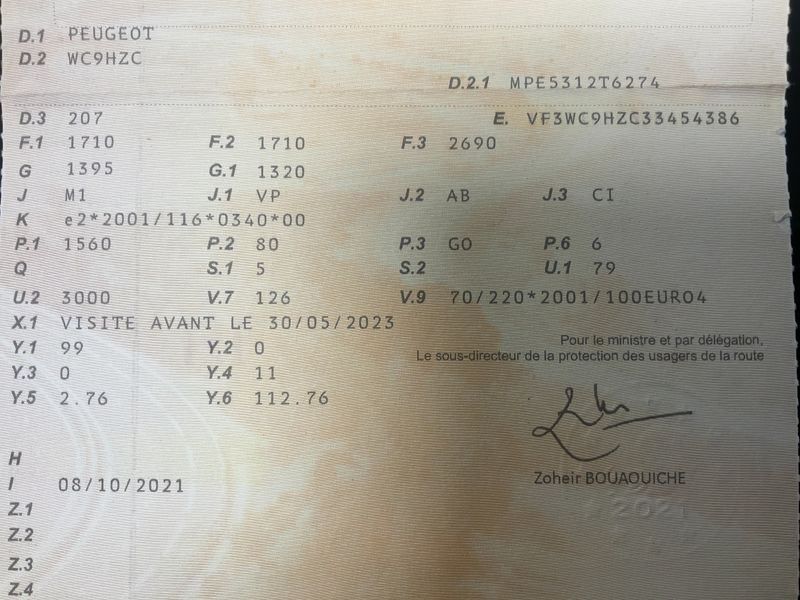 D.1 PEUGEOT
D.2 WC9HZC
D.2.1 MPE5312T6274
D.3 207 E. VF3WC9HZC33454386
F.1 1710 F.2 1710 F.3 2690
G 1395 G.1 1320
J M1 J.1 VP J.2 AB J.3 CI
K e2*2001/116*0340*00
P.1 1560 P.2 80 P.3 GO P.6 6
Q S.1 5 S.2 U.1 79
U.2 3000 V.7 126 V.9 70/220*2001/100EURO4
X.1 VISITE AVANT LE 30/05/2023
Y.1 99 Y.2 0
Y.3 0 Y.4 11
Y.5 2.76 Y.6 112.76
Pour le ministre et par délégation,
Le sous-directeur de la protection des usagers de la route
Zoheir BOUAOUICHE
H
I 08/10/2021
2021
Z.1
Z.2
Z.3
Z.4